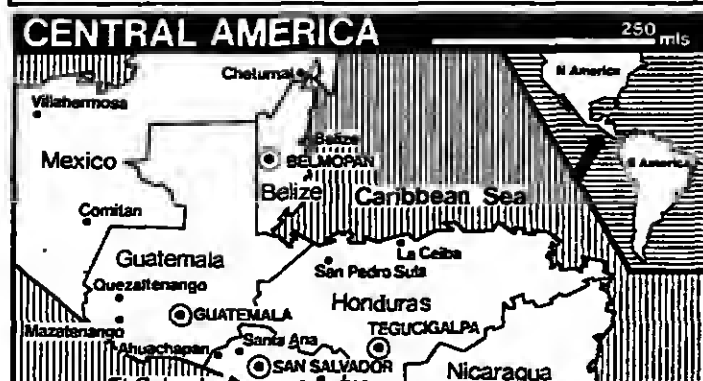 CENTRAL AMERICA
250 mls
N America
Chetumal
Villahermosa
Belize
BELMOPAN
Mexico
S America
Belize
Caribbean Sea
Comitan
La Ceiba
Guatemala
San Pedro Sula
Quezaltenango
Honduras
GUATEMALA
TEGUCIGALPA
Mazatenango
Santa Ana
Ahuachapan
SAN SALVADOR
Nicaragua